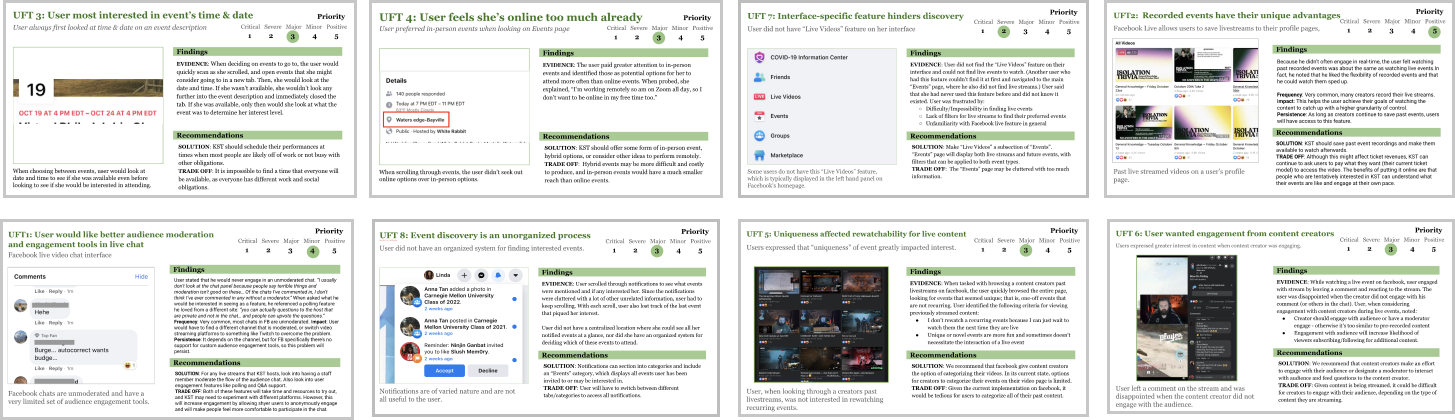 UFT 3: User most interested in event's time & date
User always first looked at time & date on an event description
Priority
Critical Severe Major Minor Positive
1 2 3 4 5
19
OCT 19 AT 4 PM EDT – OCT 24 AT 4 PM EDT
When choosing between events, user would look at
date and time to see if she was available even before
looking to see if she would be interested in attending.
Findings
EVIDENCE: When deciding on events to go to, the user would
quickly scan as she scrolled, and open events that she might
consider going to in a new tab. Then, she would look at the
date and time. If she wasn't available, she wouldn't look any
further into the event description and immediately closed the
tab. If she was available, only then would she look at what the
event was to determine her interest level.
Recommendations
SOLUTION: KST should schedule their performances at
times when most people are likely off of work or not busy with
other obligations.
TRADE OFF: It is impossible to find a time that everyone will
be available, as everyone has different work and social
obligations.
UFT 4: User feels she's online too much already
User preferred in-person events when looking on Events page
Priority
Critical Severe Major Minor Positive
1 2 3 4 5
Details
140 people responded
Today at 7 PM EDT – 11 PM EDT
Waters edge-Bayville
Public · Hosted by White Rabbit
When scrolling through events, the user didn't seek out
online options over in-person options.
Findings
EVIDENCE: The user paid greater attention to in-person
events and identified those as potential options for her to
attend more often than online events. When probed, she
explained, "I'm working remotely so am on Zoom all day, so I
don't want to be online in my free time too."
Recommendations
SOLUTION: KST should offer some form of in-person event,
hybrid options, or consider other ideas to perform remotely.
TRADE OFF: Hybrid events may be more difficult and costly
to produce, and in-person events would have a much smaller
reach than online events.
UFT 7: Interface-specific feature hinders discovery
User did not have "Live Videos" feature on her interface
Priority
Critical Severe Major Minor Positive
1 2 3 4 5
COVID-19 Information Center
Friends
Live Videos
Events
Groups
Marketplace
Some users do not have this "Live Videos" feature,
which is typically displayed in the left hand panel on
Facebook's homepage.
Findings
EVIDENCE: User did not find the "Live Videos" feature on their
interface and could not find live events to watch. (Another user who
had this feature couldn't find it at first and navigated to the main
"Events" page, where he also did not find live streams.) User said
that she had never used this feature before and did not know it
existed. User was frustrated by:
○ Difficulty/Impossibility in finding live events
○ Lack of filters for live streams to find their preferred events
○ Unfamiliarity with Facebook live feature in general
Recommendations
SOLUTION: Make "Live Videos" a subsection of "Events".
"Events" page will display both live streams and future events, with
filters that can be applied to both event types.
TRADE OFF: The "Events" page may be cluttered with too much
information.
UFT2: Recorded events have their unique advantages
Facebook Live allows users to save livestreams to their profile pages,
Priority
Critical Severe Major Minor Positive
1 2 3 4 5
All Videos
ISOLATION TRIVIA
Past live streamed videos on a user's profile
page.
Findings
Because he didn't often engage in real-time, the user felt watching
past recorded events was about the same as watching live events in
fact, he noted that he liked the flexibility of recorded events and that
he could watch them sped up.
Frequency: Very common, many creators record their live streams.
Impact: This helps the user achieve their goals of watching the
content to catch up with a higher granularity of control.
Persistence: As long as creators continue to save past events, users
will have access to this feature.
Recommendations
SOLUTION: KST should save past event recordings and make them
available to watch afterwards.
TRADE OFF: Although this might affect ticket revenues, KST can
continue to ask users to pay what they want (their current ticket
model) to access the video. The benefits of putting it online are that
people who are tentatively interested in KST can understand what
their events are like and engage at their own pace.
UFT1: User would like better audience moderation
and engagement tools in live chat
Facebook live video chat interface
Priority
Critical Severe Major Minor Positive
1 2 3 4 5
Comments Hide
Like · Reply · 1m
Hehe
Like · Reply · 1m
Top Fan
Burge... autocorrect wants
budge...
Like · Reply · 1m
Facebook chats are unmoderated and have a
very limited set of audience engagement tools.
Findings
User stated that he would never engage in an unmoderated chat. "I usually
don't look at the chat panel because people say terrible things and
moderation isn't good on these... Of the chats I've commented in, I don't
think I've ever commented in my without a moderator." When asked what he
would be interested in seeing as a feature, he referenced a polling feature
he loved from a different site: "you can actually questions to the host that
are private and not in the chat... and people can upvote the questions".
Frequency: Very common, most chats in FB are unmoderated. Impact: User
would have to find a different channel that is moderated, or switch video
streaming platforms to something like Twitch to overcome the problem
Persistence: It depends on the channel, but for FB specifically there's no
support for custom audience engagement tools, so this problem will
persist.
Recommendations
SOLUTION: For any live streams that KST hosts, look into having a staff
member moderate the flow of the audience chat. Also look into user
engagement features like polling and Q&A support.
TRADE OFF: Both of these features will take time and resources to try out,
and KST may need to experiment with different platforms. However, this
will increase engagement by allowing shyer users to anonymously engage
and will make people feel more comfortable to participate in the chat.
UFT 8: Event discovery is an unorganized process
User did not have an organized system for finding interested events.
Priority
Critical Severe Major Minor Positive
1 2 3 4 5
Linda
Anna Tan added a photo in
Carnegie Mellon University
Class of 2022.
2 weeks ago
Anna Tan posted in
Carnegie Mellon University
Class of 2021.
2 weeks ago
Reminder: Ninjin Ganbat invited
you to like Slush MemOry.
2 weeks ago
Accept Decline
Notifications are of varied nature and are not
all useful to the user.
Findings
EVIDENCE: User scrolled through notifications to see what events
were mentioned and if any interested her. Since the notifications
were cluttered with a lot of other unrelated information, user had to
keep scrolling. With each scroll, user also lost track of the last event
that piqued her interest.
User did not have a centralized location where she could see all her
notified events at a glance, nor did she have an organized system for
deciding which of these events to attend.
Recommendations
SOLUTION: Notifications can section into categories and include
an "Events" category, which displays all events user has been
invited to or may be interested in.
TRADE OFF: User will have to switch between different
tabs/categories to access all notifications.
UFT 5: Uniqueness affected rewatchability for live content
Users expressed that "uniqueness" of event greatly impacted interest.
Priority
Critical Severe Major Minor Positive
1 2 3 4 5
User, when looking through a creators past
livestreams, was not interested in rewatching
recurring events.
Findings
EVIDENCE: When tasked with browsing a content creators past
livestreams on facebook, the user quickly browsed the entire page,
looking for events that seemed unique; that is, one-off events that
are not recurring. User identified the following criteria for viewing
previously streamed content:
● I don't rewatch a recurring events because I can just wait to
watch them the next time they are live
● Unique or novel events are more fun and sometimes doesn't
necessitate the interaction of a live format.
Recommendations
SOLUTION: We recommend that facebook give content creators
the option of categorizing their videos. In its current state, options
for creators to categorize their events on their video page is limited.
TRADE OFF: Given the current implementation on facebook, it
would be tedious for users to categorize all of their past content.
UFT 6: User wanted engagement from content creators
Users expressed greater interest in content when content creator was engaging.
Priority
Critical Severe Major Minor Positive
1 2 3 4 5
User left a comment on the stream and was
disappointed when the content creator did not
engage with the audience.
Findings
EVIDENCE: While watching a live event on facebook, user engaged
with stream by leaving a comment and reacting to the stream. The
user was disappointed when the creator did not engage with his
comment (or others in the chat). User, when considering
engagement with content creators during live events, noted:
● Creator should engage with audience or have a moderator
engage – otherwise it's too similar to pre-recorded content
● Engagement with audience will increase likelihood of
viewers subscribing/following for additional content.
Recommendations
SOLUTION: We recommend that content creators make an effort
to engage with their audience or designate a moderator to interact
with audience and feed questions to the content creator.
TRADE OFF: Given content is being streamed, it could be difficult
to interact with one's audience, depending on the type of
content they are streaming.